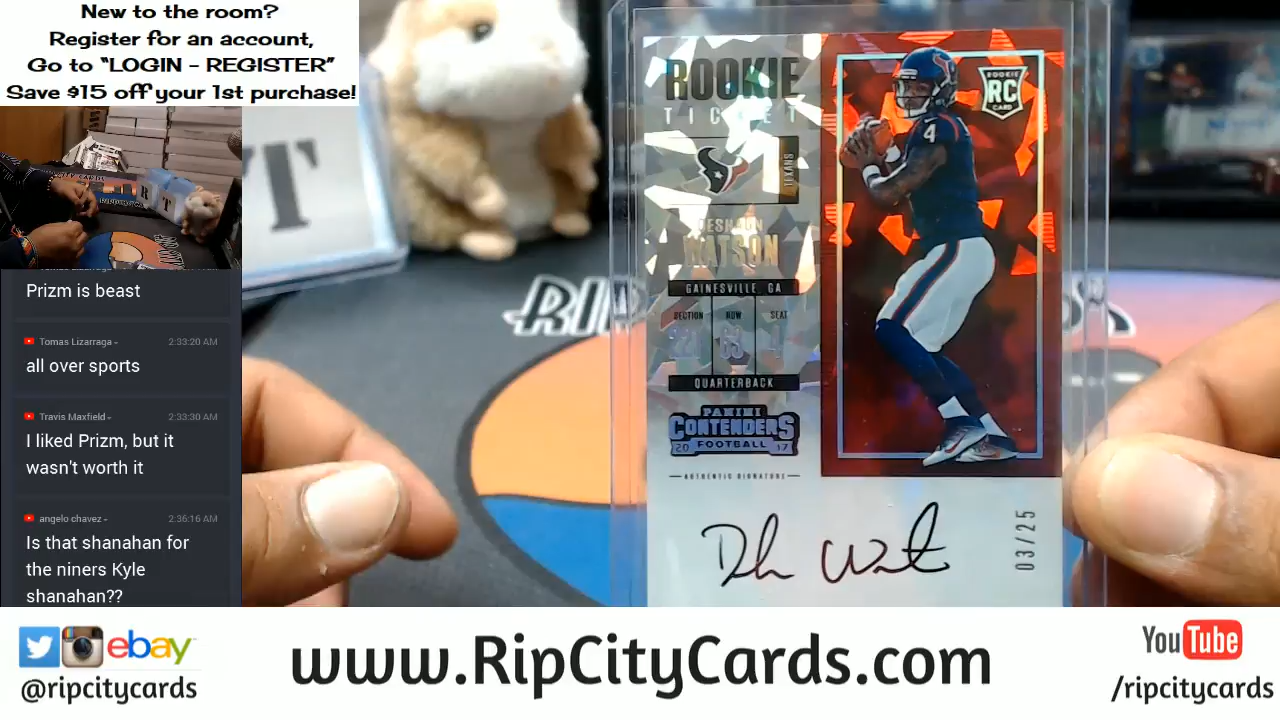 New to the room?
Register for an account,
Go to "LOGIN - REGISTER"
Save $15 off your 1st purchase!
Prizm is beast
Tomas Lizarraga - 2:33:20 AM
all over sports
Travis Maxfield - 2:33:30 AM
I liked Prizm, but it
wasn't worth it
angelo chavez - 2:36:16 AM
Is that shanahan for
the niners Kyle
shanahan??
T
RIP
ROOKIE
TICKET
TEXANS
DESHAUN
WATSON
GAINESVILLE, GA
SECTION ROW SEAT
QUARTERBACK
PANINI
CONTENDERS
FOOTBALL
20 17
AUTHENTIC SIGNATURE
ROOKIE
RC
CARD
4
03/25
ebay
@ripcitycards
www.RipCityCards.com
YouTube
/ripcitycards